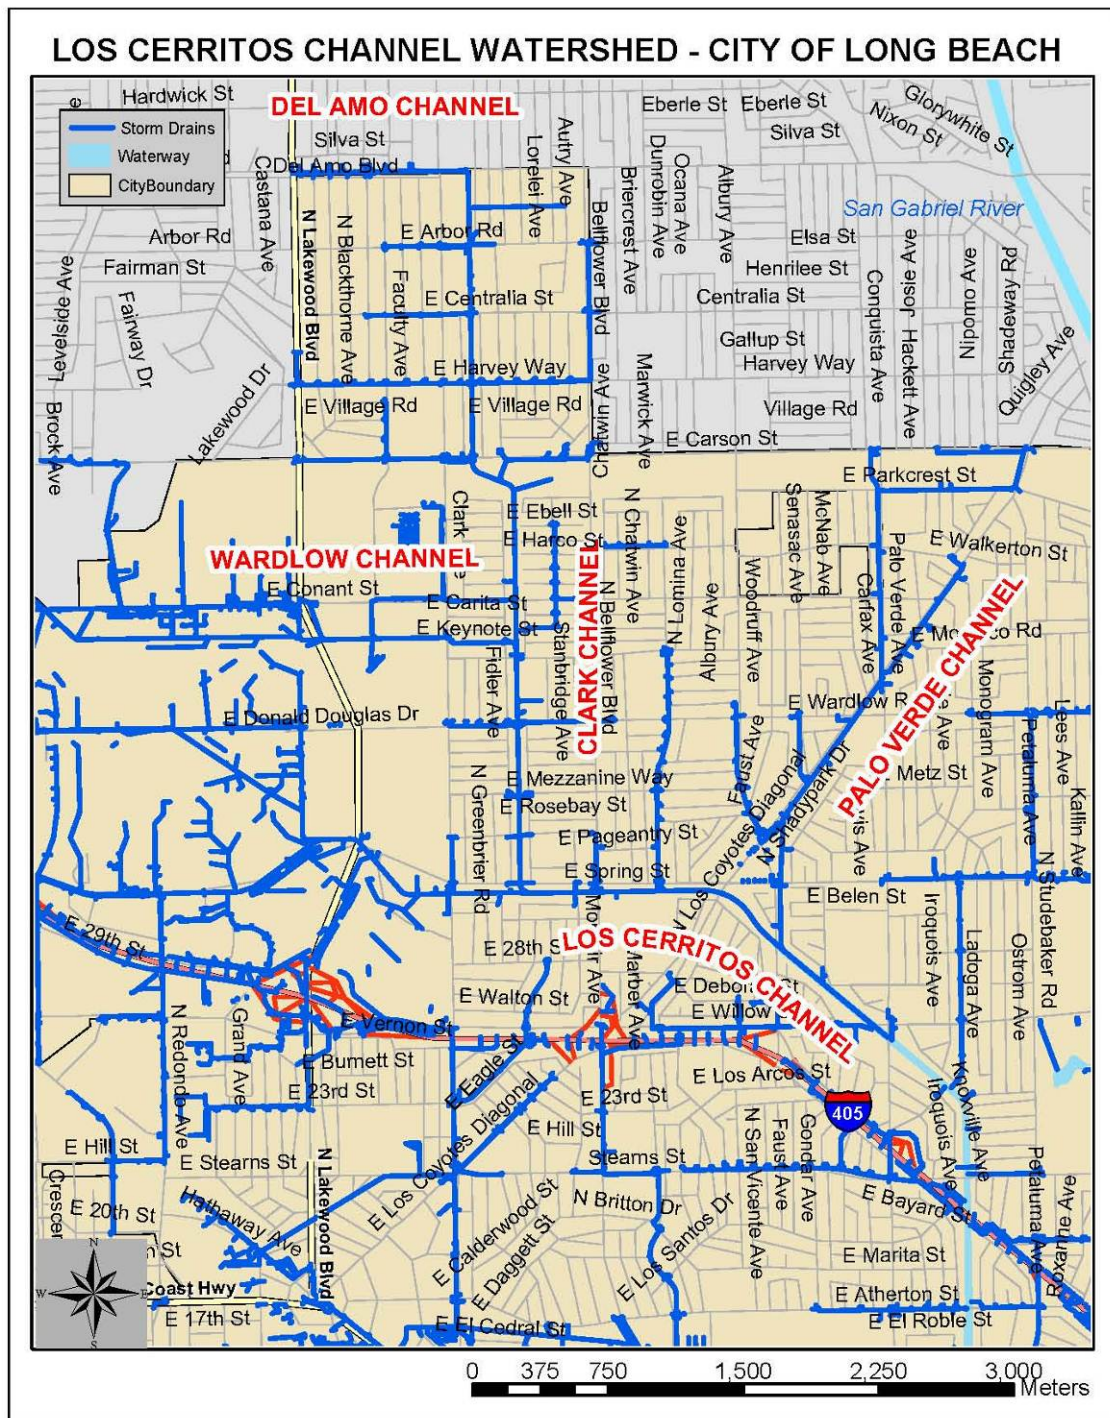 LOS CERRITOS CHANNEL WATERSHED - CITY OF LONG BEACH
Storm Drains
Waterway
CityBoundary
Hardwick St
DEL AMO CHANNEL
Silva St
Del Amo Blvd
Eberle St
Eberle St
Silva St
Nixon St
Glorywhite St
San Gabriel River
Castana Ave
Arbor Rd
Fairman St
Levelside Ave
Fairway Dr
Brock Ave
Lakewood Dr
N Lakewood Blvd
N Blackthorne Ave
Faculty Ave
E Arbor Rd
E Centralia St
E Harvey Way
E Village Rd
E Village Rd
Lorelei Ave
Autry Ave
Bellflower Blvd
Chatwin Ave
Briercrest Ave
Dunrobin Ave
Ocana Ave
Albury Ave
Elsa St
Henrilee St
Centralia St
Gallup St
Harvey Way
Village Rd
E Carson St
Marwick Ave
Conquista Ave
Josie Ave
Hackett Ave
Nipomo Ave
Shadeway Rd
Quigley Ave
E Parkcrest St
E Walkerton St
WARDLOW CHANNEL
E Conant St
Clark
E Ebell St
E Harco St
E Carita St
E Keynote St
CLARK CHANNEL
N Chatwin Ave
N Bellflower Blvd
Stanbridge Ave
Fidler Ave
N Lomina Ave
Albury Ave
Woodruff Ave
Senasac Ave
McNab Ave
Carfax Ave
Palo Verde Ave
PALO VERDE CHANNEL
E Wardlow R
Monogram Ave
Petaluma Ave
Lees Ave
Kallin Ave
E Donald Douglas Dr
E Mezzanine Way
E Rosebay St
E Pageantry St
E Spring St
N Greenbrier Rd
Faust Ave
N Los Coyotes Diagonal
N Shadypark Dr
E Metz St
E Belen St
N Studebaker Rd
Iroquois Ave
Ladoga Ave
Ostrom Ave
E 29th St
E 28th S
LOS CERRITOS CHANNEL
Marber Ave
E Walton St
E Willow
E Vernon St
N Redondo Ave
Grand Ave
E Burnett St
E 23rd St
E Eagle St
E Los Coyotes Diagonal
E 23rd St
E Los Arcos St
405
Iroquois Ave
Knoxville Ave
E Hill St
E Stearns St
E Hill St
Stearns St
N San Vicente Ave
Faust Ave
Gondar Ave
E Bayard St
Petaluma Ave
Roxanne Ave
Crescen
E 20th St
Hathaway Ave
N Lakewood Blvd
E Calderwood St
E Daggett St
N Britton Dr
E Los Santos Dr
E Marita St
E Atherton St
E El Roble St
n St
Coast Hwy
E 17th St
E El Cedral St
N
W
E
S
0 375 750 1,500 2,250 3,000
Meters